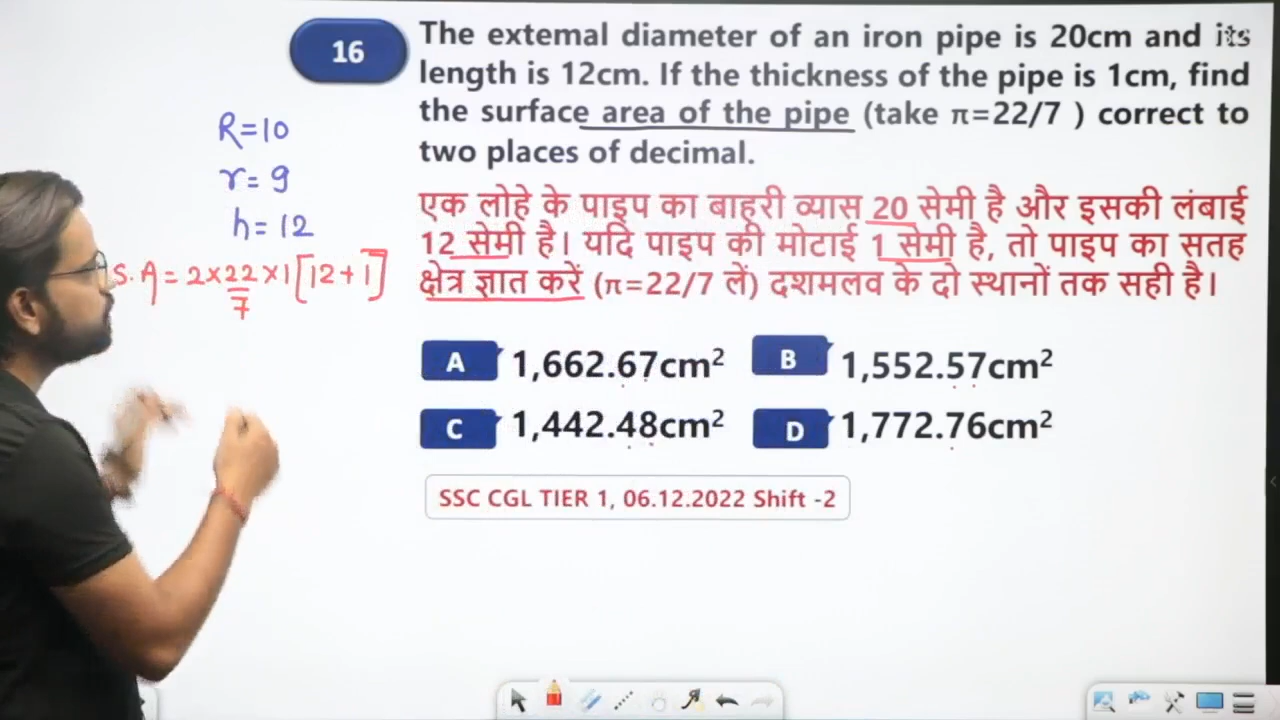 16
The extemal diameter of an iron pipe is 20cm and its
length is 12cm. If the thickness of the pipe is 1cm, find
the surface area of the pipe (take π=22/7 ) correct to
two places of decimal.
R=10
r=9
h=12
S.A=2×22/7×1[12+1]
एक लोहे के पाइप का बाहरी व्यास 20 सेमी है और इसकी लंबाई
12 सेमी है। यदि पाइप की मोटाई 1 सेमी है, तो पाइप का सतह
क्षेत्र ज्ञात करें (π=22/7 लें) दशमलव के दो स्थानों तक सही है।
A 1,662.67cm² B 1,552.57cm²
C 1,442.48cm² D 1,772.76cm²
SSC CGL TIER 1, 06.12.2022 Shift -2